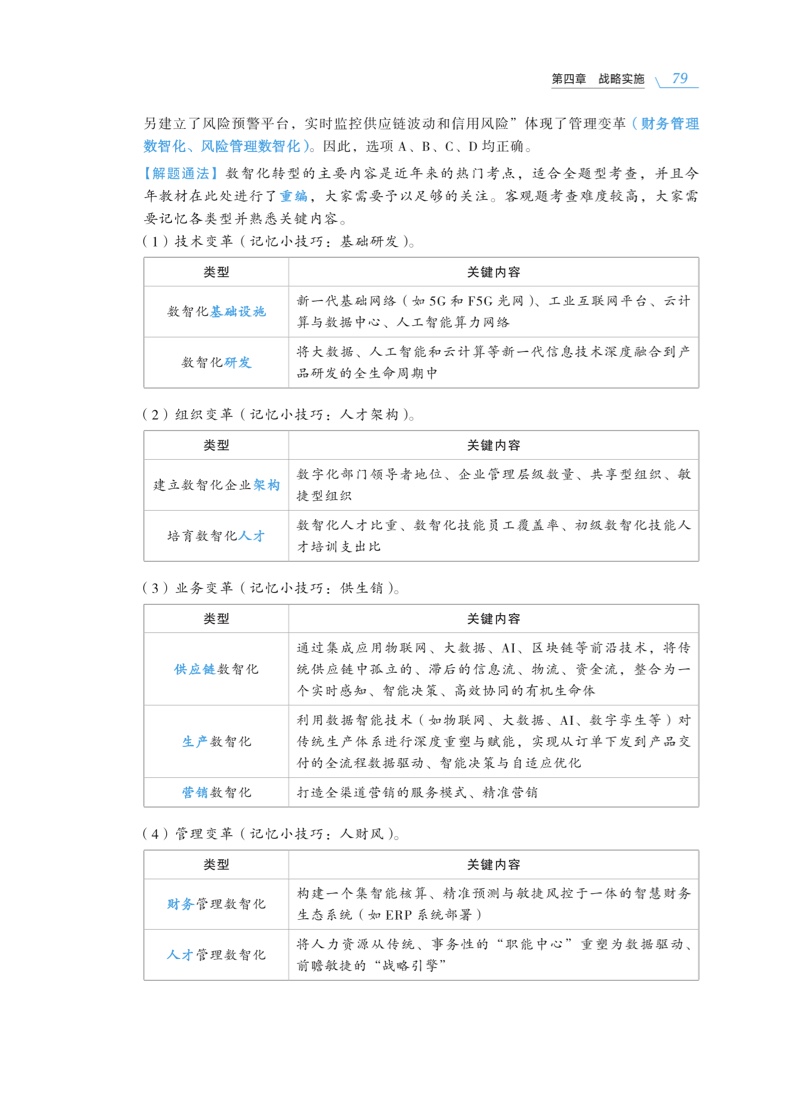 第四章 战略实施 79
另建立了风险预警平台，实时监控供应链波动和信用风险”体现了管理变革（财务管理
数智化、风险管理数智化）。因此，选项 A、B、C、D 均正确。
【解题通法】数智化转型的主要内容是近年来的热门考点，适合全题型考查，并且今
年教材在此处进行了重编，大家需要予以足够的关注。客观题考查难度较高，大家需
要记忆各类型并熟悉关键内容。
（1）技术变革（记忆小技巧：基础研发）。
类型 关键内容
数智化基础设施
新一代基础网络（如 5G 和 F5G 光网）、工业互联网平台、云计
算与数据中心、人工智能算力网络
数智化研发
将大数据、人工智能和云计算等新一代信息技术深度融合到产
品研发的全生命周期中
（2）组织变革（记忆小技巧：人才架构）。
类型 关键内容
建立数智化企业架构
数字化部门领导者地位、企业管理层级数量、共享型组织、敏
捷型组织
培育数智化人才
数智化人才比重、数智化技能员工覆盖率、初级数智化技能人
才培训支出比
（3）业务变革（记忆小技巧：供生销）。
类型 关键内容
供应链数智化
通过集成应用物联网、大数据、AI、区块链等前沿技术，将传
统供应链中孤立的、滞后的信息流、物流、资金流，整合为一
个实时感知、智能决策、高效协同的有机生命体
生产数智化
利用数据智能技术（如物联网、大数据、AI、数字孪生等）对
传统生产体系进行深度重塑与赋能，实现从订单下发到产品交
付的全流程数据驱动、智能决策与自适应优化
营销数智化
打造全渠道营销的服务模式、精准营销
（4）管理变革（记忆小技巧：人财风）。
类型 关键内容
财务管理数智化
构建一个集智能核算、精准预测与敏捷风控于一体的智慧财务
生态系统（如 ERP 系统部署）
人才管理数智化
将人力资源从传统、事务性的“职能中心”重塑为数据驱动、
前瞻敏捷的“战略引擎”